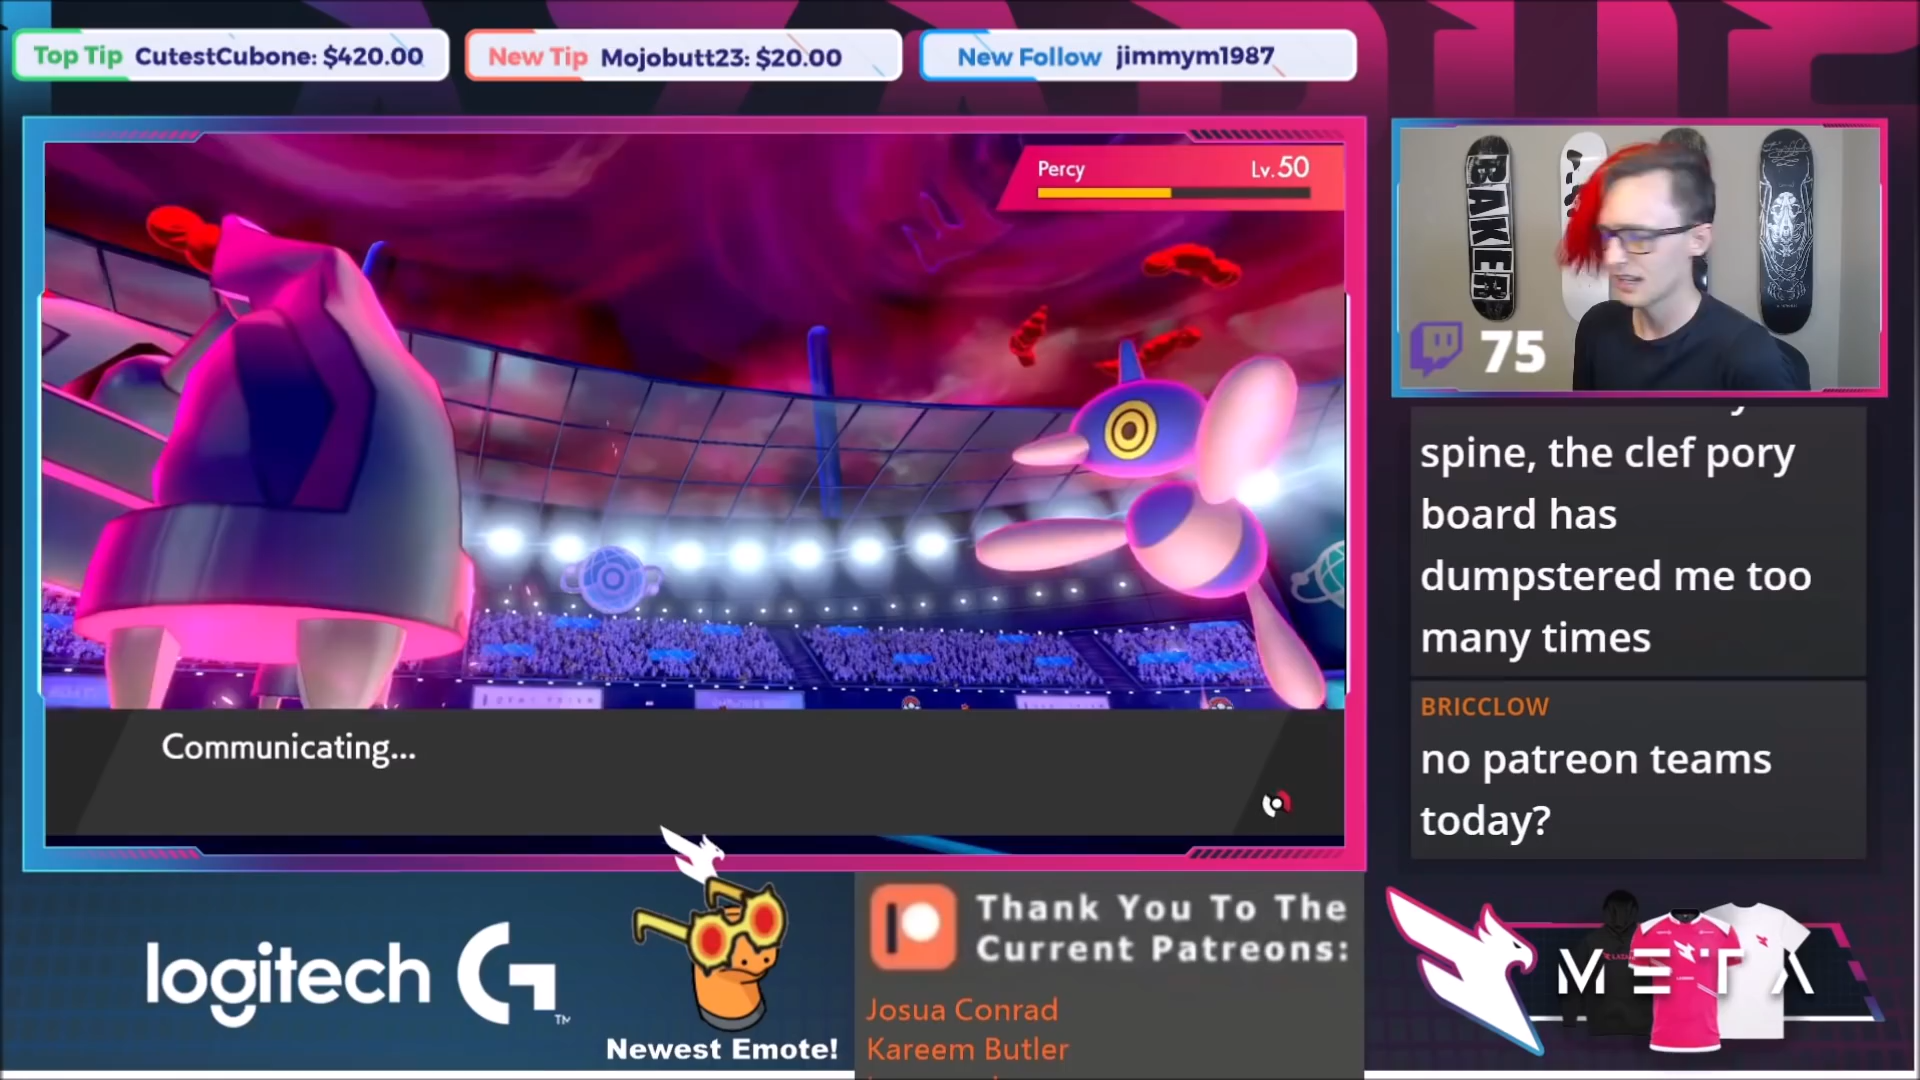 Top Tip CutestCubone: $420.00
New Tip Mojobutt23: $20.00
New Follow jimmym1987
Percy Lv. 50
BAKER
75
spine, the clef pory
board has
dumpstered me too
many times
BRICCLOW
no patreon teams
today?
Communicating...
logitech G™
Newest Emote!
Thank You To The
Current Patreons:
Josua Conrad
Kareem Butler
META